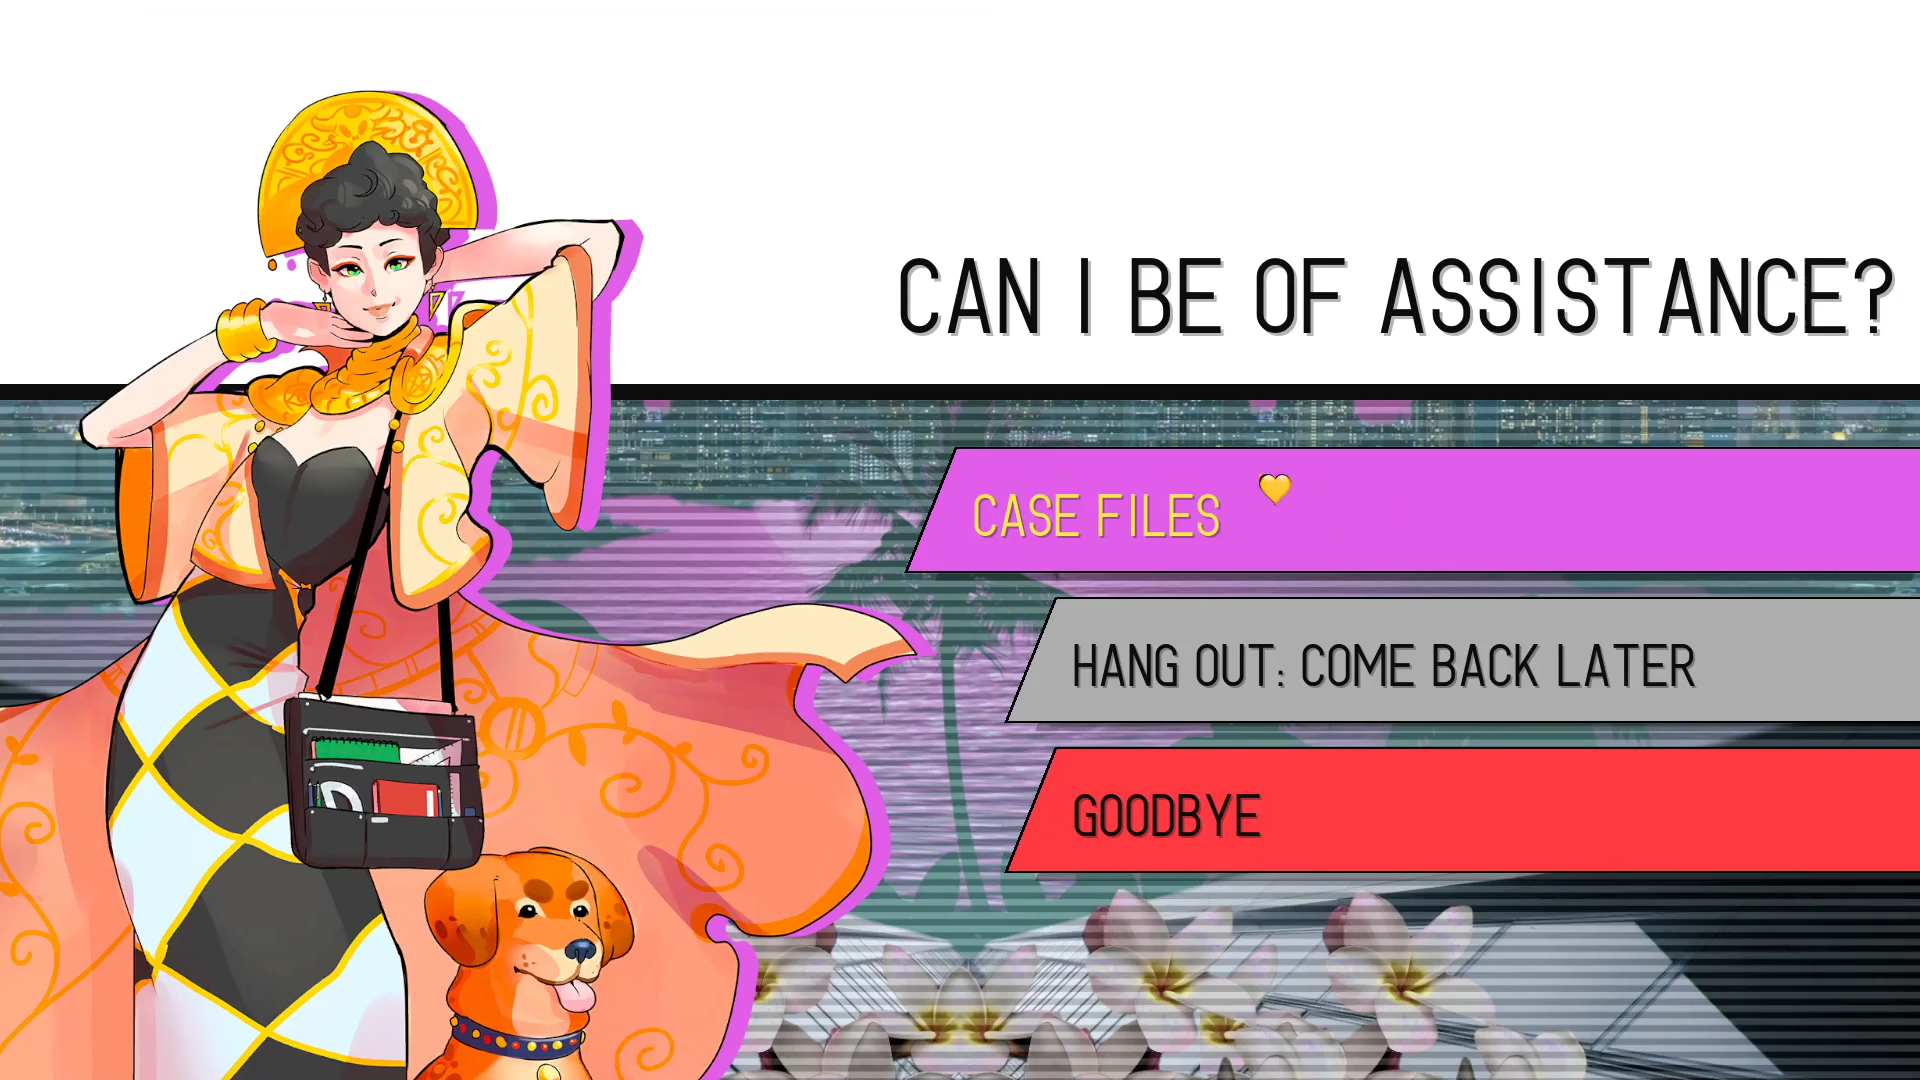 CAN I BE OF ASSISTANCE?
CASE FILES
HANG OUT: COME BACK LATER
GOODBYE